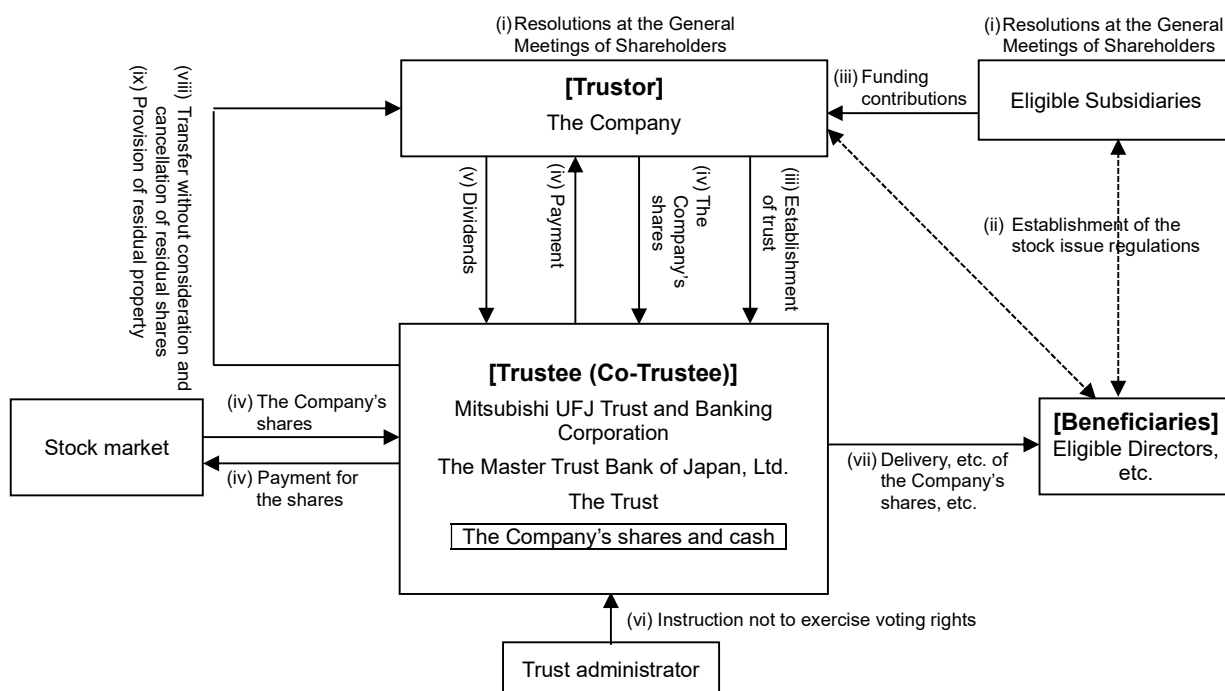 (i) Resolutions at the General
Meetings of Shareholders
(i) Resolutions at the General
Meetings of Shareholders
(viii) Transfer without consideration and
cancellation of residual shares
(ix) Provision of residual property
[Trustor]
The Company
(iii) Funding
contributions
Eligible Subsidiaries
(v) Dividends
(iv) Payment
(iv) The
Company's
shares
(iii) Establishment
of trust
(ii) Establishment of the
stock issue regulations
[Trustee (Co-Trustee)]
Mitsubishi UFJ Trust and Banking
Corporation
The Master Trust Bank of Japan, Ltd.
The Trust
The Company's shares and cash
Stock market
(iv) The Company's
shares
(iv) Payment for
the shares
(vii) Delivery, etc. of
the Company's
shares, etc.
[Beneficiaries]
Eligible Directors,
etc.
(vi) Instruction not to exercise voting rights
Trust administrator